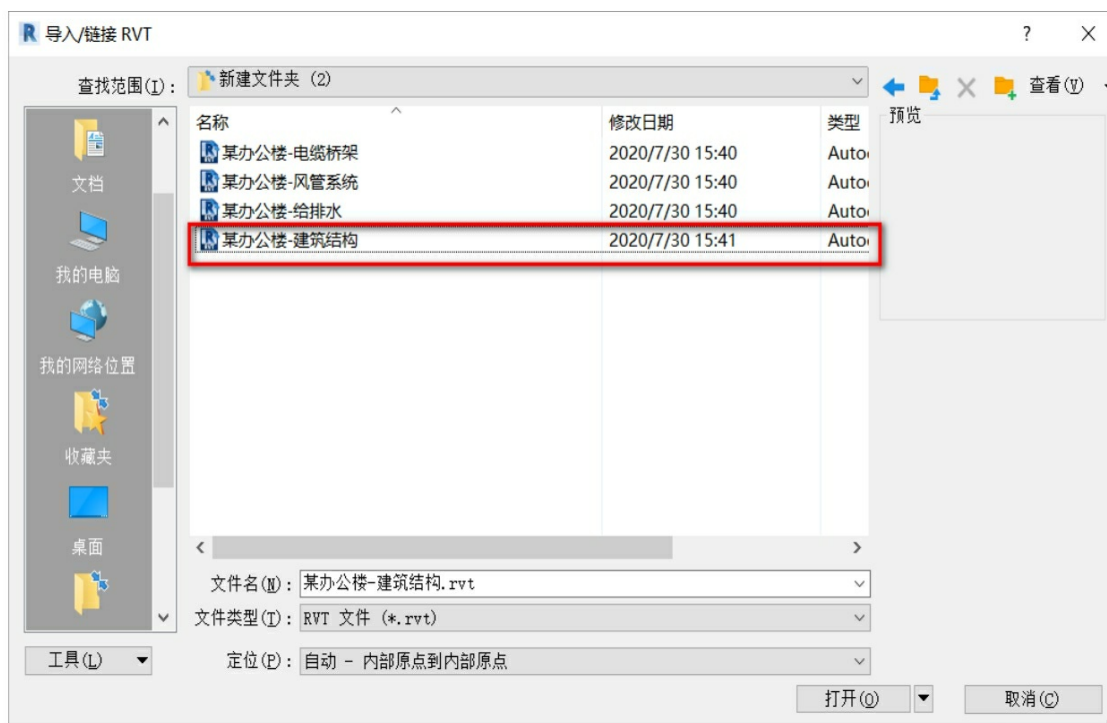 导入/链接 RVT
?
查找范围(I):
新建文件夹 (2)
查看(V)
名称
修改日期
类型
预览
某办公楼-电缆桥架 2020/7/30 15:40 Auto
某办公楼-风管系统 2020/7/30 15:40 Auto
某办公楼-给排水 2020/7/30 15:40 Auto
某办公楼-建筑结构 2020/7/30 15:41 Auto
文档
我的电脑
我的网络位置
收藏夹
桌面
文件名(N): 某办公楼-建筑结构.rvt
文件类型(T): RVT 文件 (*.rvt)
工具(L)
定位(P): 自动 - 内部原点到内部原点
打开(O)
取消(C)